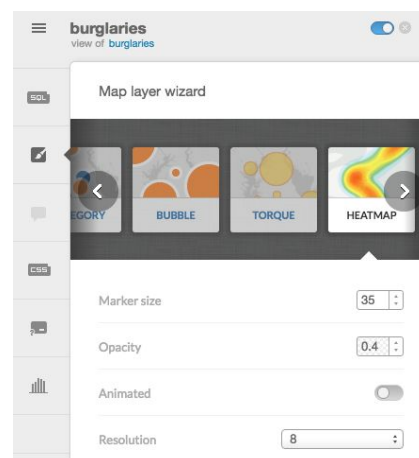 burglaries
view of burglaries
SQL
Map layer wizard
EGORY
BUBBLE
TORQUE
HEATMAP
CSS
Marker size
35
Opacity
0.4
Animated
Resolution
8